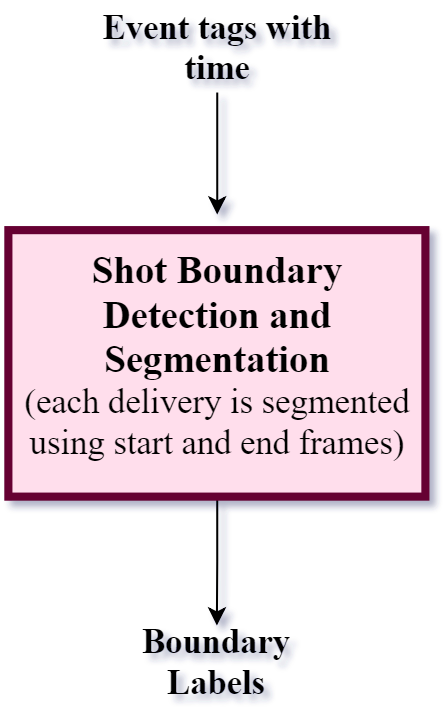 Event tags with
time
Shot Boundary
Detection and
Segmentation
(each delivery is segmented
using start and end frames)
Boundary
Labels